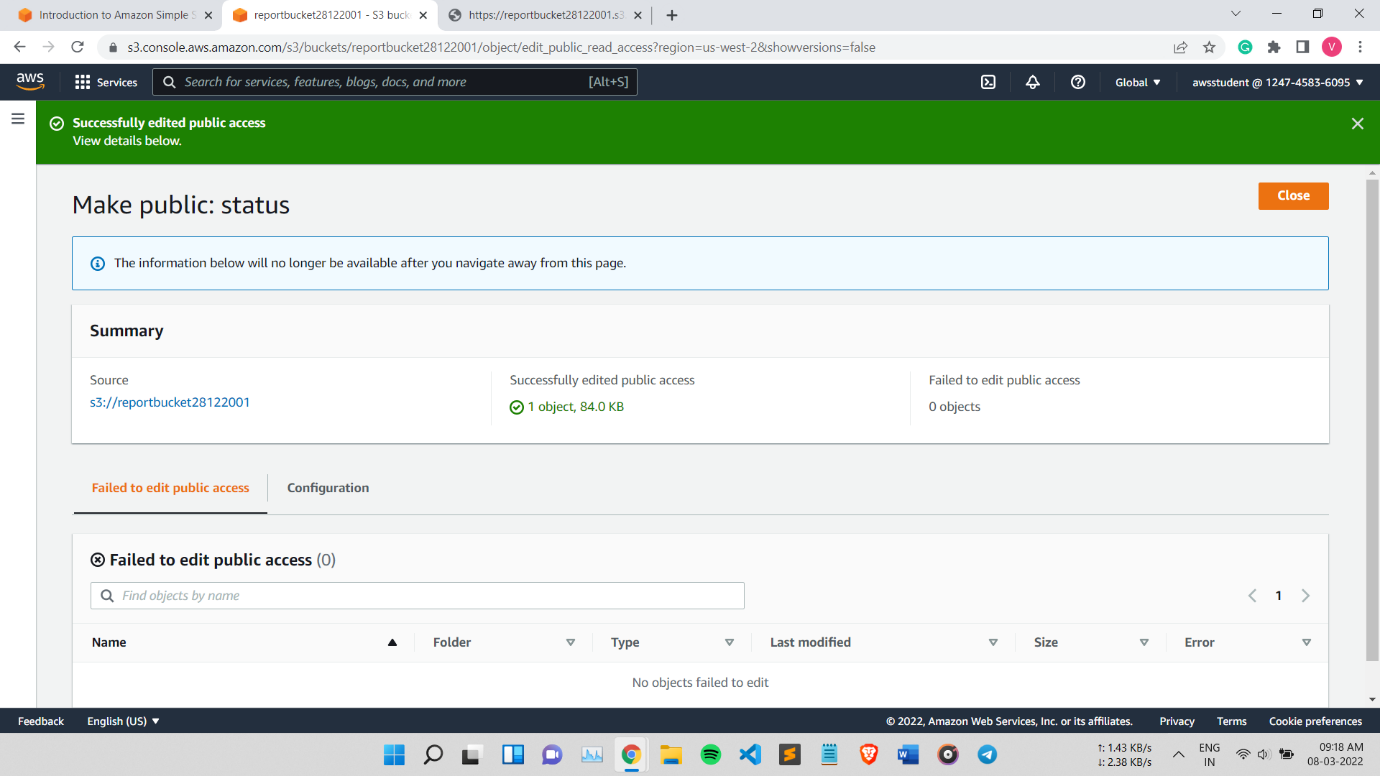 Introduction to Amazon Simple S
reportbucket28122001 - S3 buck
https://reportbucket28122001.s3.
s3.console.aws.amazon.com/s3/buckets/reportbucket28122001/object/edit_public_read_access?region=us-west-2&showversions=false
V
aws
Services
Search for services, features, blogs, docs, and more
[Alt+S]
Global
awsstudent @ 1247-4583-6095
Successfully edited public access
View details below.
Make public: status
Close
The information below will no longer be available after you navigate away from this page.
Summary
Source
s3://reportbucket28122001
Successfully edited public access
1 object, 84.0 KB
Failed to edit public access
0 objects
Failed to edit public access
Configuration
Failed to edit public access (0)
Find objects by name
1
Name
Folder
Type
Last modified
Size
Error
No objects failed to edit
Feedback
English (US)
© 2022, Amazon Web Services, Inc. or its affiliates.
Privacy
Terms
Cookie preferences
↑: 1.43 KB/s
↓: 2.38 KB/s
ENG
IN
09:18 AM
08-03-2022